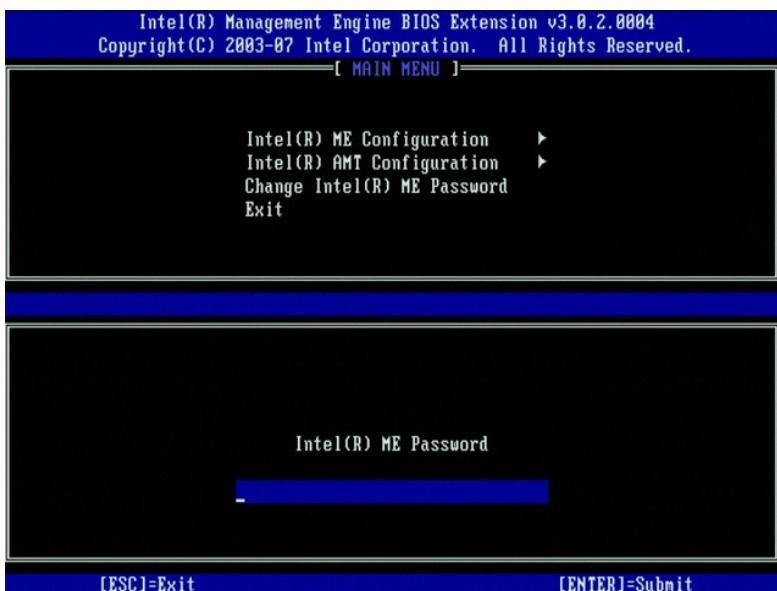 Intel(R) Management Engine BIOS Extension v3.0.2.0004
Copyright(C) 2003-07 Intel Corporation. All Rights Reserved.
[ MAIN MENU ]
Intel(R) ME Configuration
Intel(R) AMT Configuration
Change Intel(R) ME Password
Exit
Intel(R) ME Password
[ESC]=Exit [ENTER]=Submit